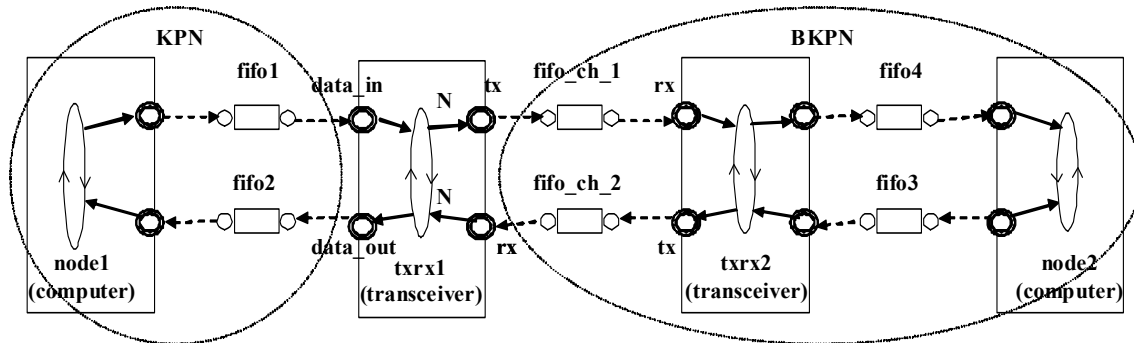 KPN
BKPN
fifo1
data_in
N
tx
fifo_ch_1
rx
fifo4
fifo2
N
fifo_ch_2
fifo3
data_out
rx
tx
node1
(computer)
txrx1
(transceiver)
txrx2
(transceiver)
node2
(computer)